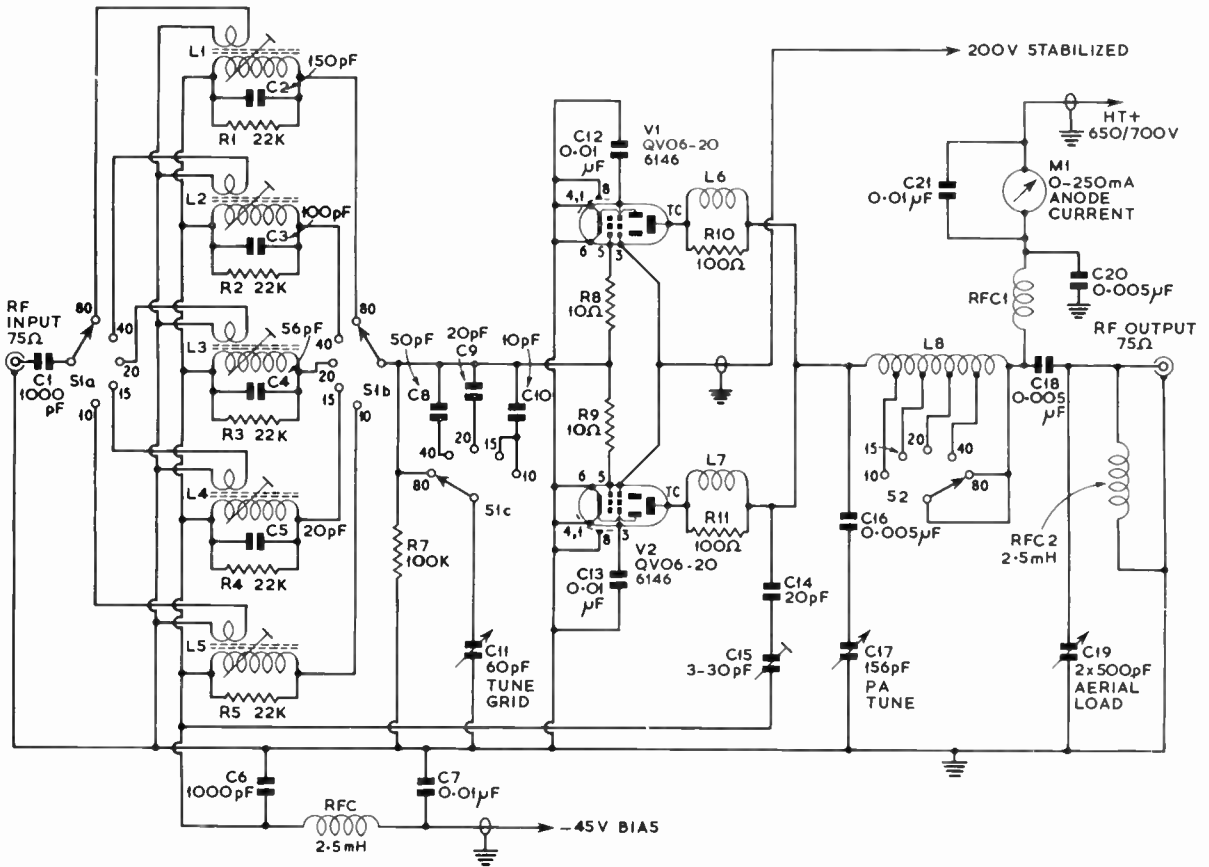 L1
150pF
C2
R1 22K
L2
100pF
C3
R2 22K
RF
INPUT
75Ω
C1
1000
pF
S1a
80
40
20
15
10
L3
56pF
C4
R3 22K
L4
C5
20pF
R4 22K
L5
R5 22K
80
40
20
15
10
S1b
50pF
C8
20pF
C9
10pF
C10
40
20
15
10
80
S1c
R7
100K
C11
60pF
TUNE
GRID
C6
1000pF
C7
0.01µF
RFC
2.5mH
-45V BIAS
C12
0.01
µF
V1
QVO6-20
6146
4,1
8
6
5
3
TC
L6
R10
100Ω
R8
10Ω
R9
10Ω
6
5
3
4,1
8
TC
L7
R11
100Ω
V2
QVO6-20
6146
C13
0.01
µF
C14
20pF
C15
3-30pF
200V STABILIZED
HT+
650/700V
M1
0-250mA
ANODE
CURRENT
C21
0.01µF
C20
0.005µF
RFC1
RF OUTPUT
75Ω
L8
C18
0.005
µF
15
20
40
10
S2
80
C16
0.005µF
RFC2
2.5mH
C17
156pF
PA
TUNE
C19
2x500pF
AERIAL
LOAD